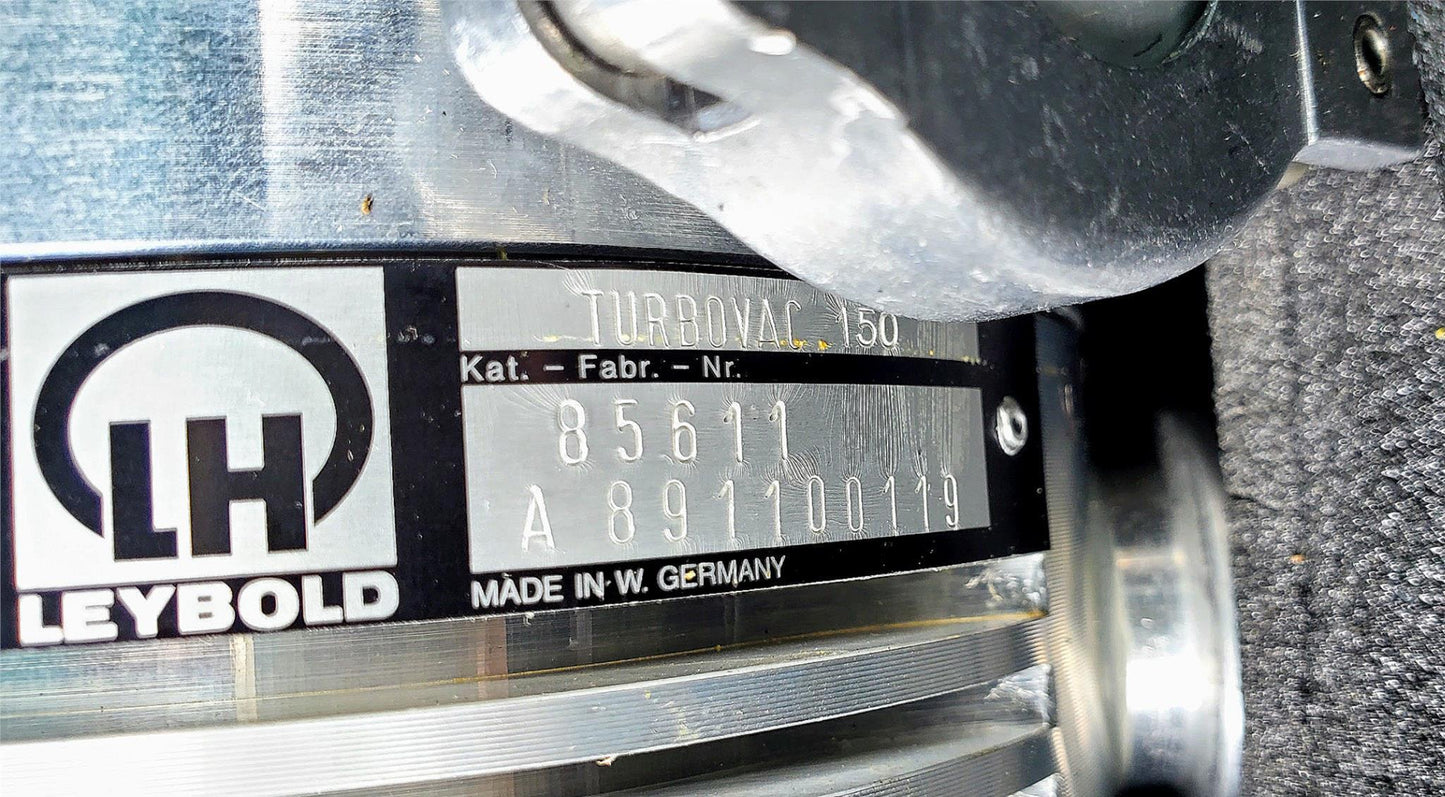 LH
LEYBOLD
TURBOVAC 150
Kat. – Fabr. – Nr.
85611
A 891100119
MADE IN W. GERMANY